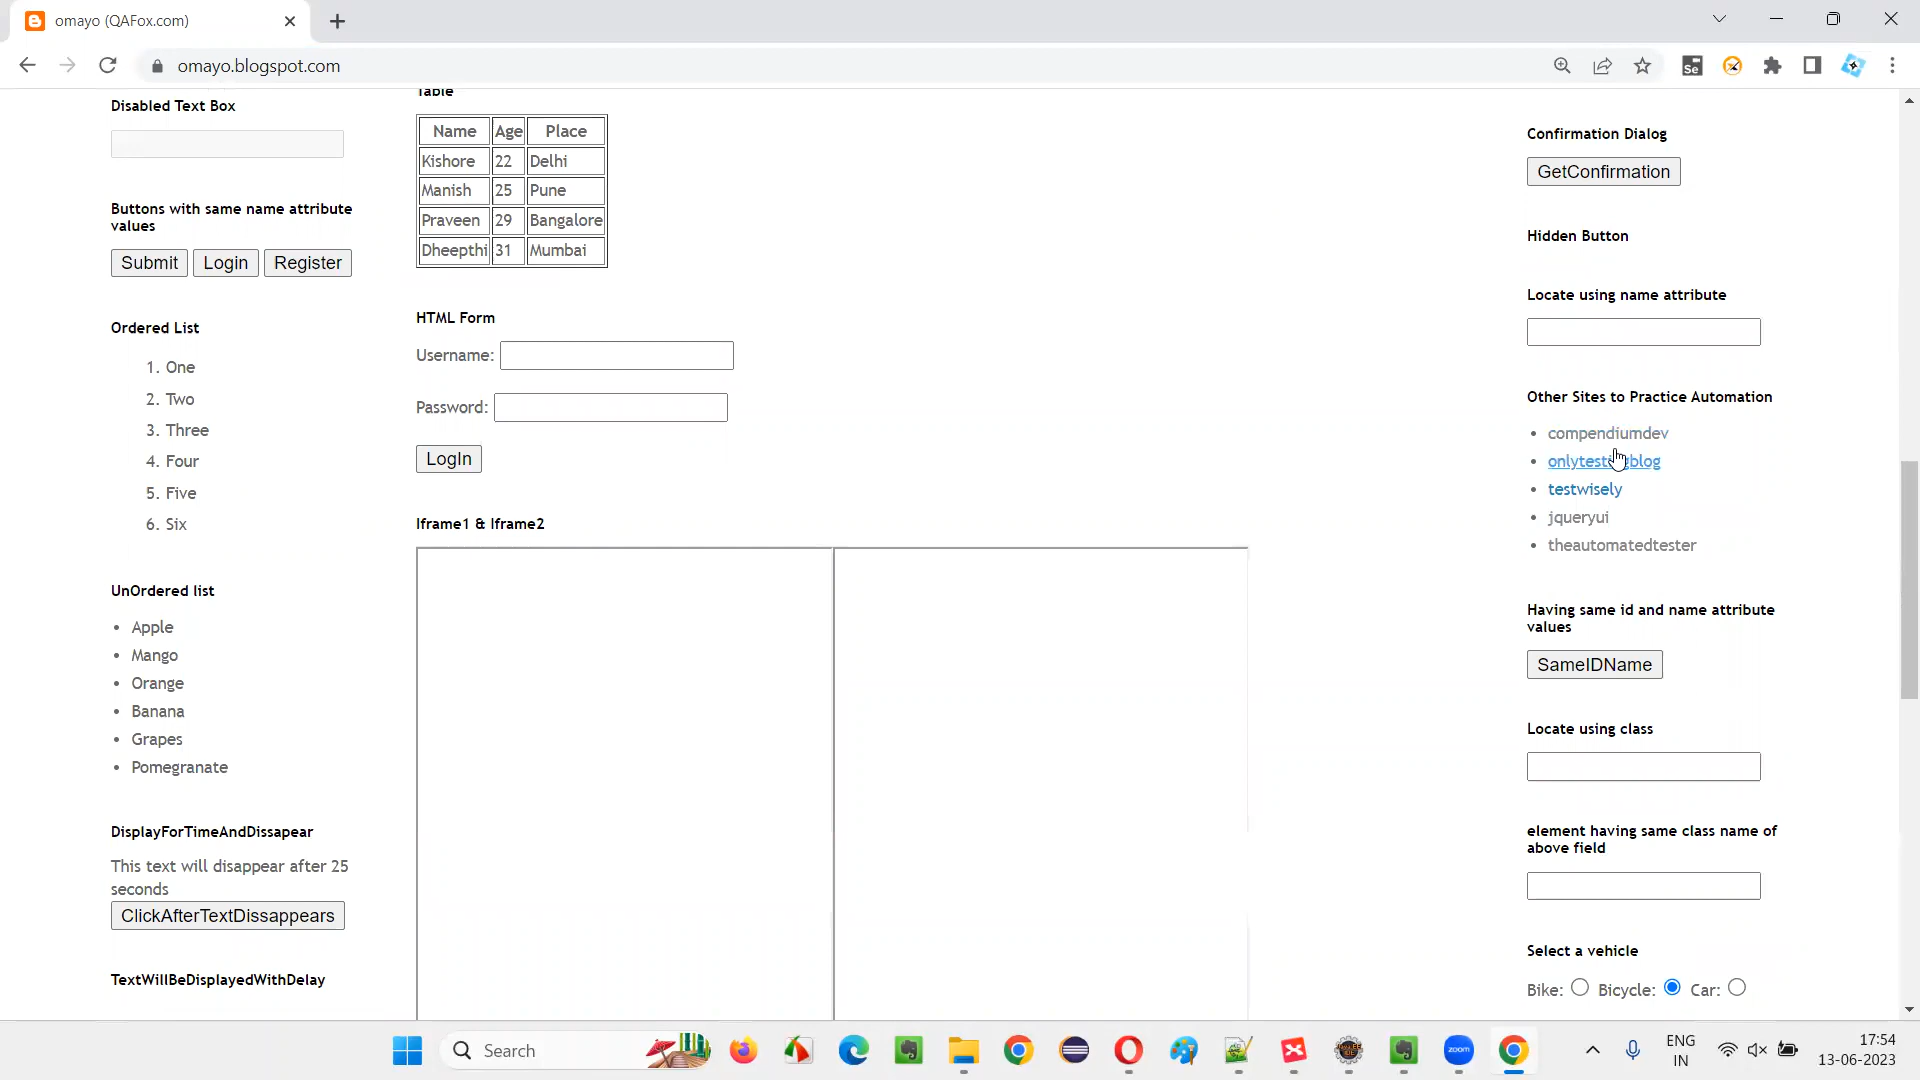 omayo (QAFox.com)
omayo.blogspot.com
Disabled Text Box
Buttons with same name attribute
values
Submit
Login
Register
Ordered List
1. One
2. Two
3. Three
4. Four
5. Five
6. Six
UnOrdered list
• Apple
• Mango
• Orange
• Banana
• Grapes
• Pomegranate
DisplayForTimeAndDissapear
This text will disappear after 25
seconds
ClickAfterTextDissappears
TextWillBeDisplayedWithDelay
Table
Name Age Place
Kishore 22 Delhi
Manish 25 Pune
Praveen 29 Bangalore
Dheepthi 31 Mumbai
HTML Form
Username:
Password:
LogIn
Iframe1 & Iframe2
Confirmation Dialog
GetConfirmation
Hidden Button
Locate using name attribute
Other Sites to Practice Automation
• compendiumdev
• onlytestingblog
• testwisely
• jqueryui
• theautomatedtester
Having same id and name attribute
values
SameIDName
Locate using class
element having same class name of
above field
Select a vehicle
Bike: Bicycle: Car:
Search
zoom
ENG
IN
17:54
13-06-2023